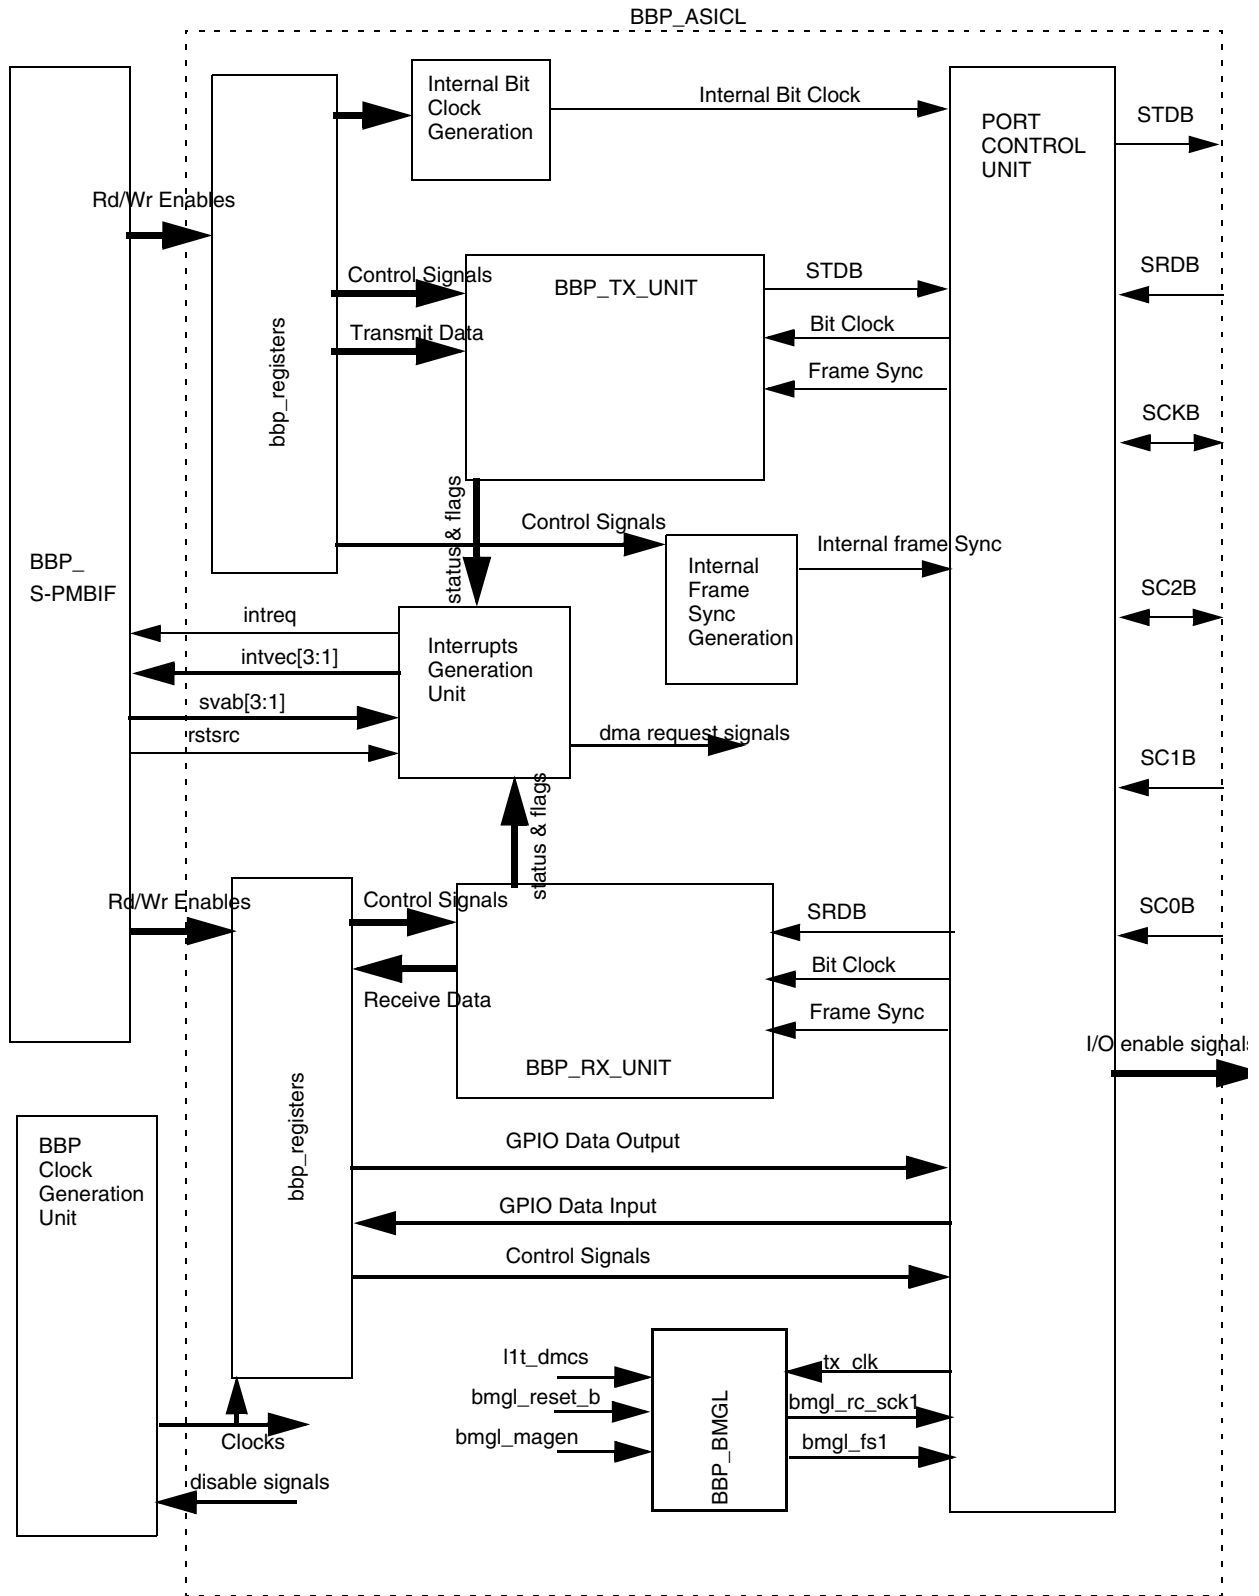 BBP_ASICL
Internal Bit
Clock
Generation
Internal Bit Clock
PORT
CONTROL
UNIT
STDB
Rd/Wr Enables
bbp_registers
Control Signals
Transmit Data
BBP_TX_UNIT
STDB
Bit Clock
Frame Sync
SRDB
SCKB
status & flags
Control Signals
Internal
Frame
Sync
Generation
Internal frame Sync
SC2B
BBP_
S-PMBIF
intreq
intvec[3:1]
svab[3:1]
rstsrc
Interrupts
Generation
Unit
dma request signals
SC1B
status & flags
Rd/Wr Enables
bbp_registers
Control Signals
Receive Data
BBP_RX_UNIT
SRDB
Bit Clock
Frame Sync
SC0B
I/O enable signals
BBP
Clock
Generation
Unit
GPIO Data Output
GPIO Data Input
Control Signals
l1t_dmcs
bmgl_reset_b
bmgl_magen
BBP_BMGL
tx_clk
bmgl_rc_sck1
bmgl_fs1
Clocks
disable signals